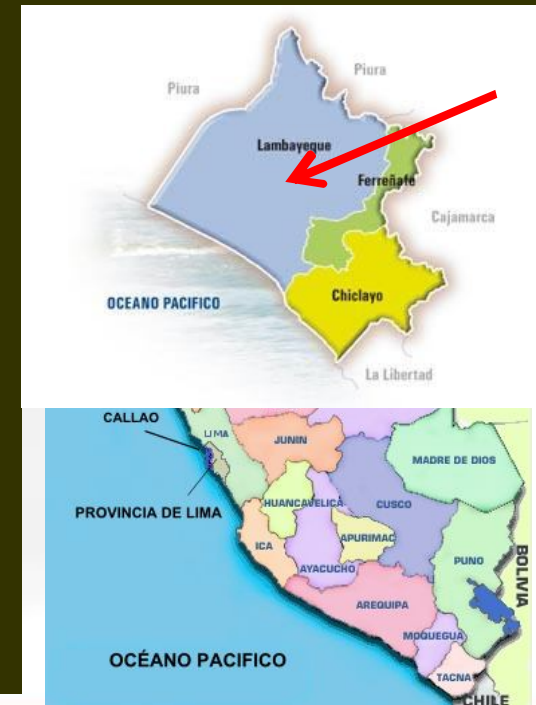 Piura
Piura
Lambayeque
Ferreñafe
Cajamarca
OCEANO PACIFICO
Chiclayo
La Libertad
CALLAO
LIMA
JUNIN
MADRE DE DIOS
HUANCAVELICA
CUSCO
PROVINCIA DE LIMA
ICA
APURIMAC
AYACUCHO
PUNO
BOLIVIA
AREQUIPA
MOQUEGUA
OCÉANO PACIFICO
TACNA
CHILE